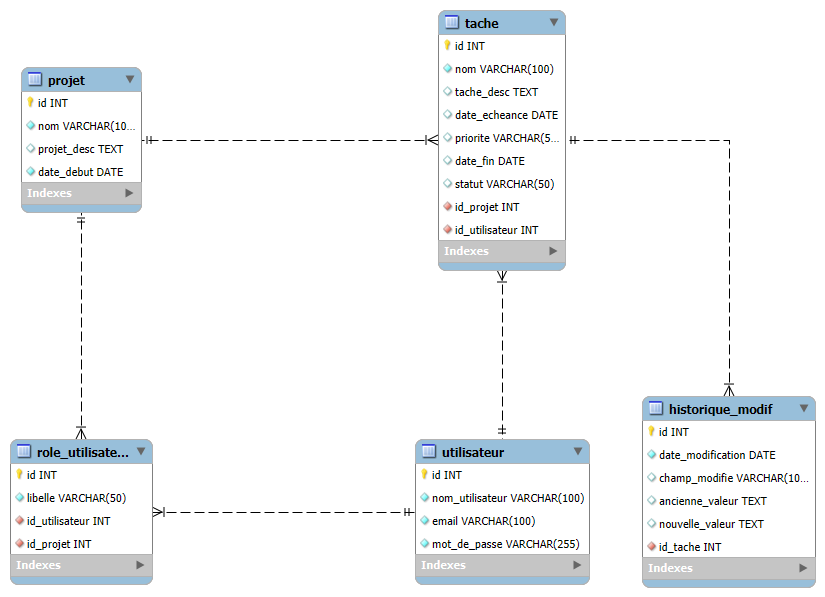 tache
id INT
nom VARCHAR(100)
tache_desc TEXT
date_echeance DATE
priorite VARCHAR(5...
date_fin DATE
statut VARCHAR(50)
id_projet INT
id_utilisateur INT
Indexes
projet
id INT
nom VARCHAR(10...
projet_desc TEXT
date_debut DATE
Indexes
role_utilisate...
id INT
libelle VARCHAR(50)
id_utilisateur INT
id_projet INT
Indexes
utilisateur
id INT
nom_utilisateur VARCHAR(100)
email VARCHAR(100)
mot_de_passe VARCHAR(255)
Indexes
historique_modif
id INT
date_modification DATE
champ_modifie VARCHAR(10...
ancienne_valeur TEXT
nouvelle_valeur TEXT
id_tache INT
Indexes